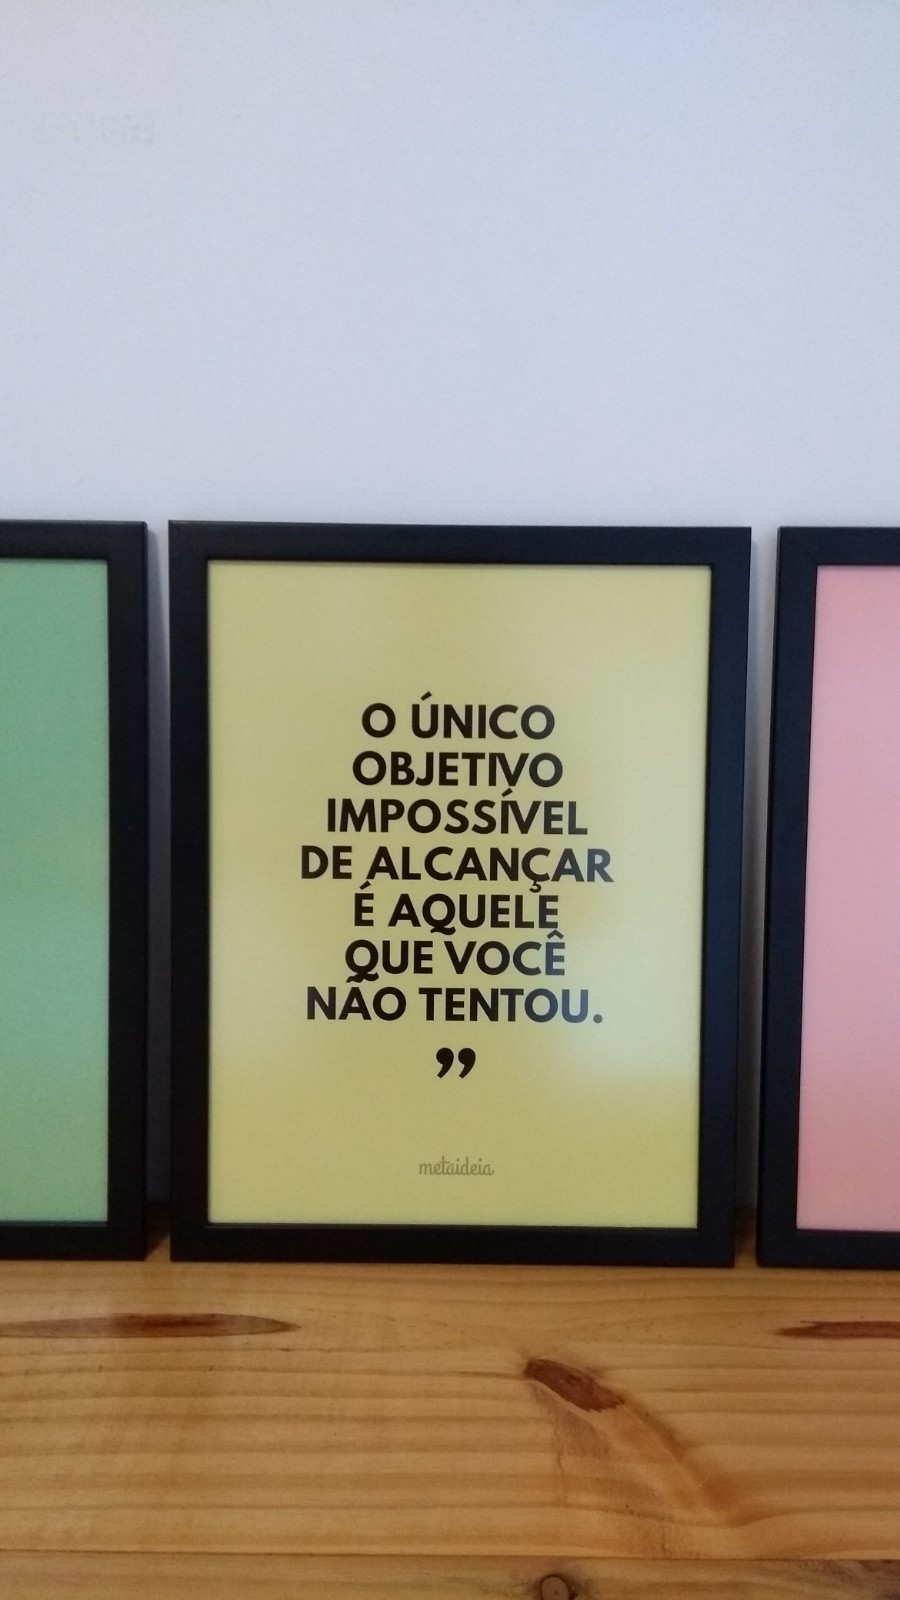 O ÚNICO
OBJETIVO
IMPOSSÍVEL
DE ALCANÇAR
É AQUELE
QUE VOCÊ
NÃO TENTOU.
”
metaideia